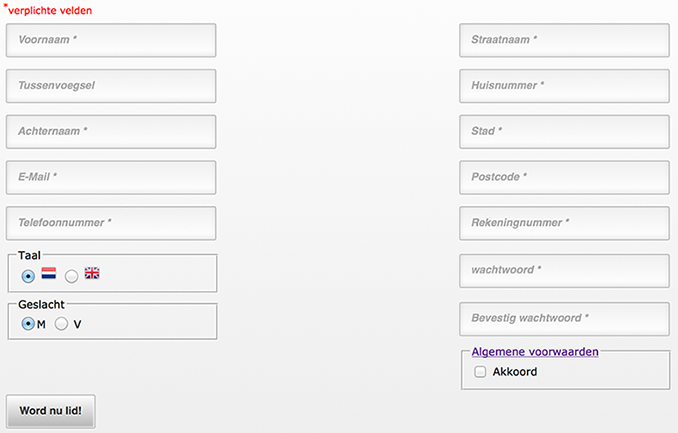 *verplichte velden
Voornaam *
Tussenvoegsel
Achternaam *
E-Mail *
Telefoonnummer *
Taal
Geslacht
M V
Straatnaam *
Huisnummer *
Stad *
Postcode *
Rekeningnummer *
wachtwoord *
Bevestig wachtwoord *
Algemene voorwaarden
Akkoord
Word nu lid!